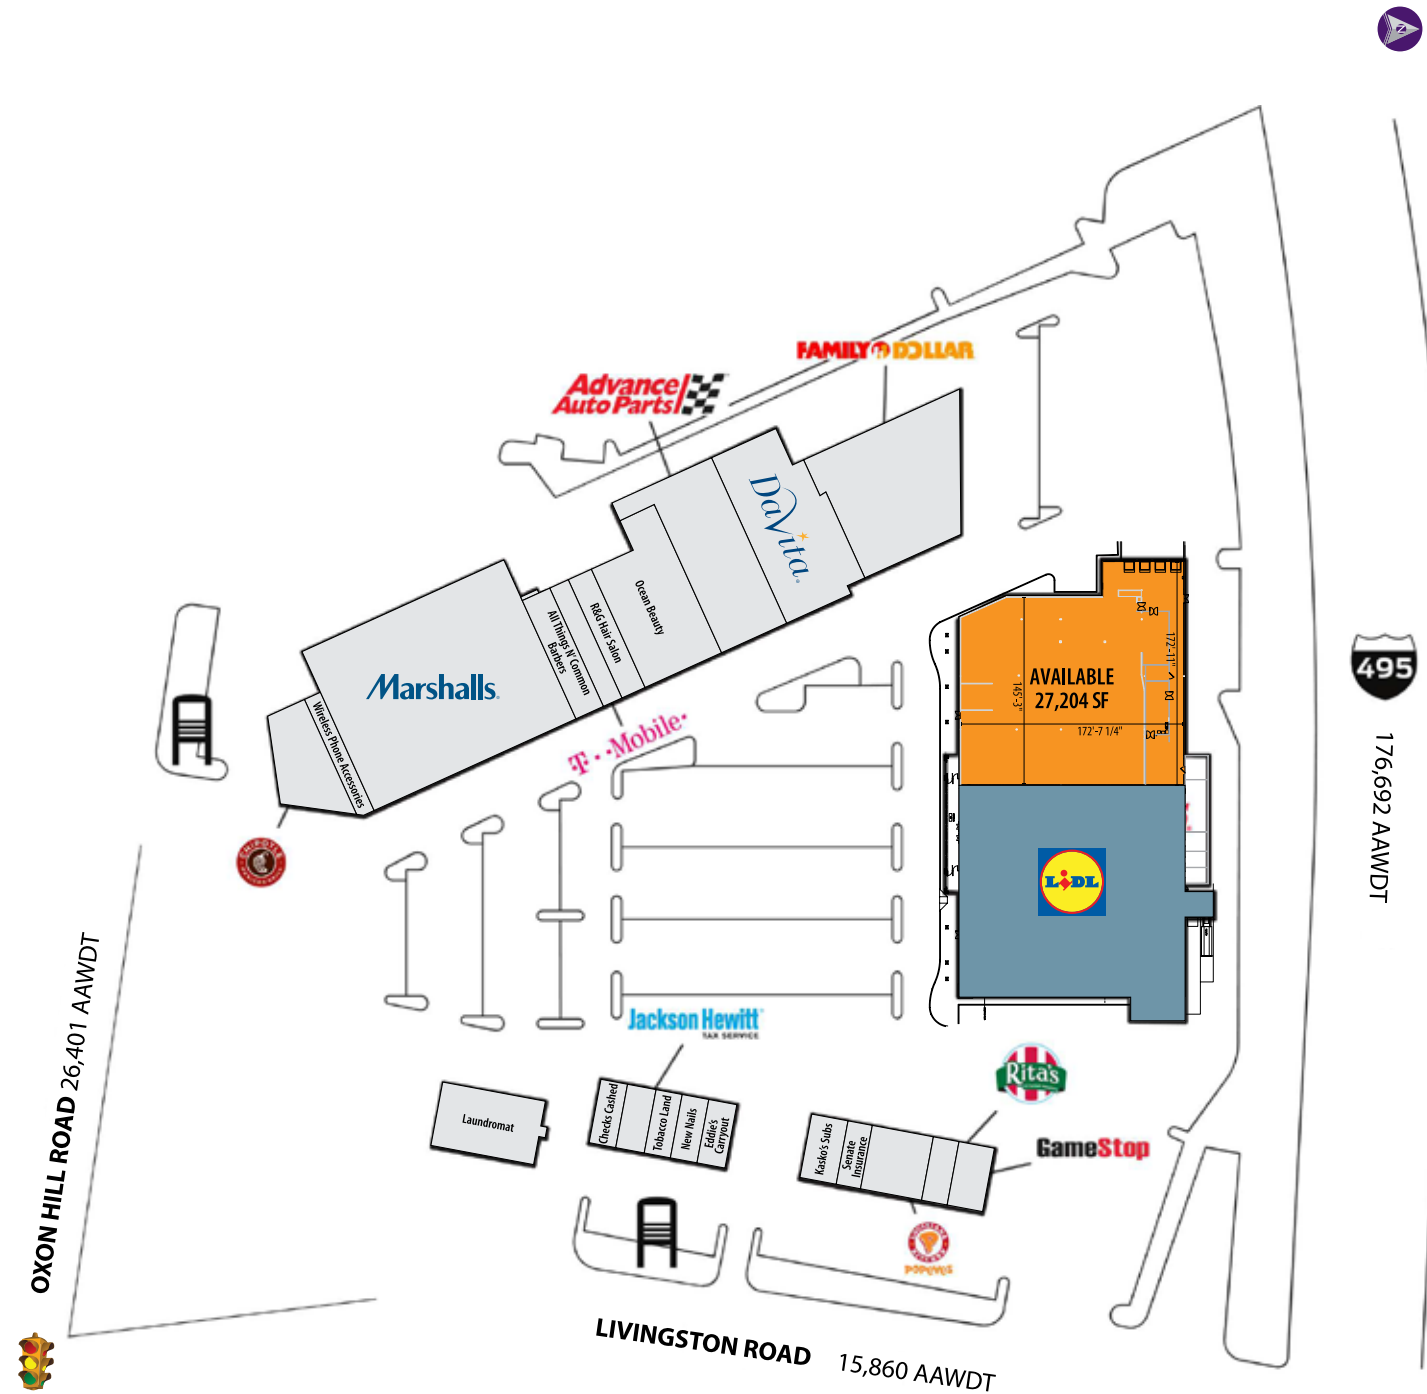 FAMILY DOLLAR
Advance
Auto Parts
DaVita
Ocean Beauty
R&G Hair Salon
All Things N' Common
Barbers
Marshalls
Wireless Phone Accessories
T··Mobile·
CHIPOTLE
AVAILABLE
27,204 SF
172'-11"
145'-3"
172'-7 1/4"
LIDL
495
176,692 AAWDT
OXON HILL ROAD 26,401 AAWDT
Jackson Hewitt
TAX SERVICE
Laundromat
Checks Cashed
Tobacco Land
New Nails
Eddie's
Carryout
Rita's
GameStop
Kasko's Subs
Senate
Insurance
POPEYES
LIVINGSTON ROAD 15,860 AAWDT